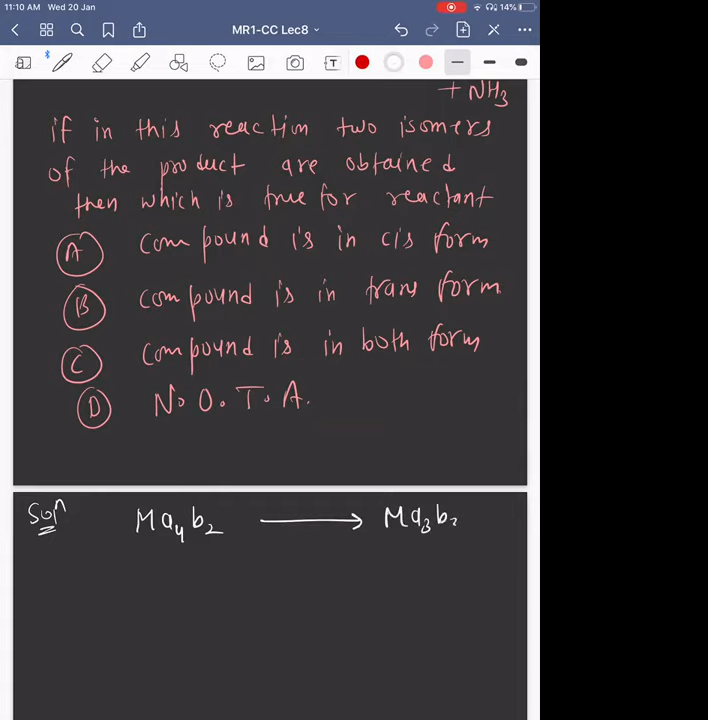 11:10 AM Wed 20 Jan
14%
MR1-CC Lec8
T
+ NH3
if in this reaction two isomers
of the product are obtained
then which is true for reactant
A compound is in cis form
B compound is in trans form
C compound is in both form
D N.O.T.A.
Soln Ma4b2 → Ma3b3